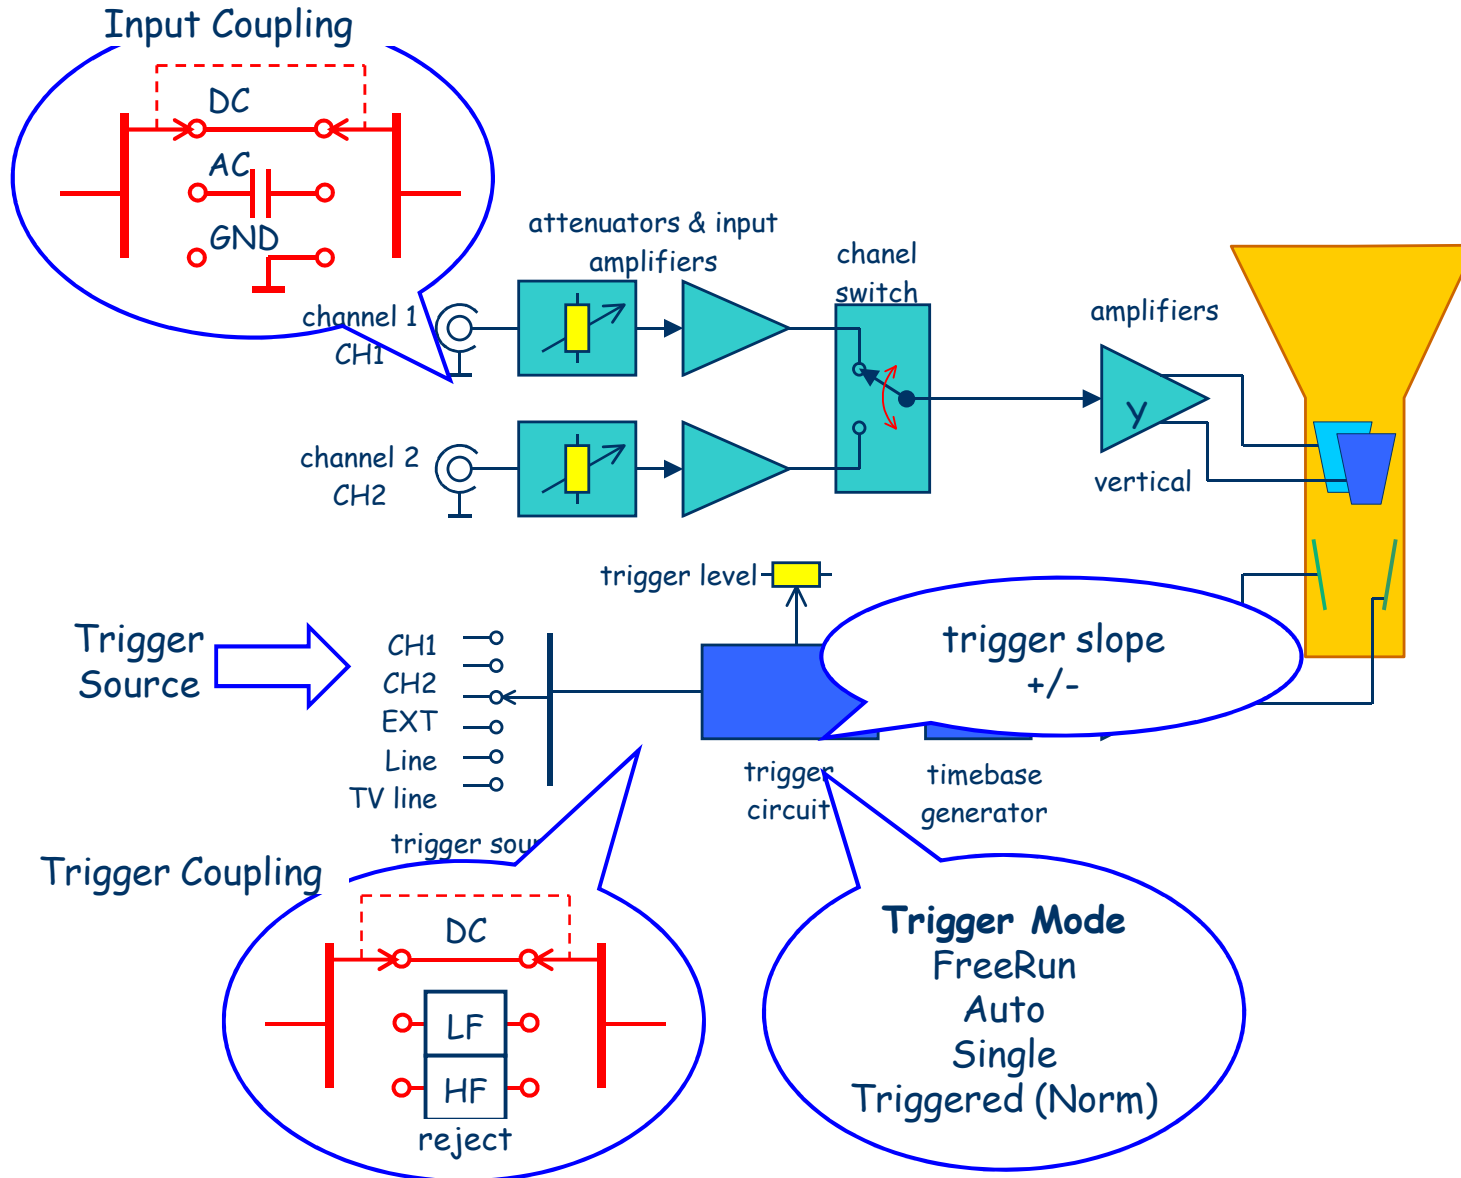 Input Coupling
DC
AC
GND
attenuators & input
amplifiers
chanel
switch
channel 1
CH1
amplifiers
y
channel 2
CH2
vertical
trigger level
Trigger
Source
CH1
CH2
EXT
Line
TV line
trigger slope
+/-
trigger
circuit
timebase
generator
trigger
Trigger Coupling
DC
LF
HF
reject
Trigger Mode
FreeRun
Auto
Single
Triggered (Norm)